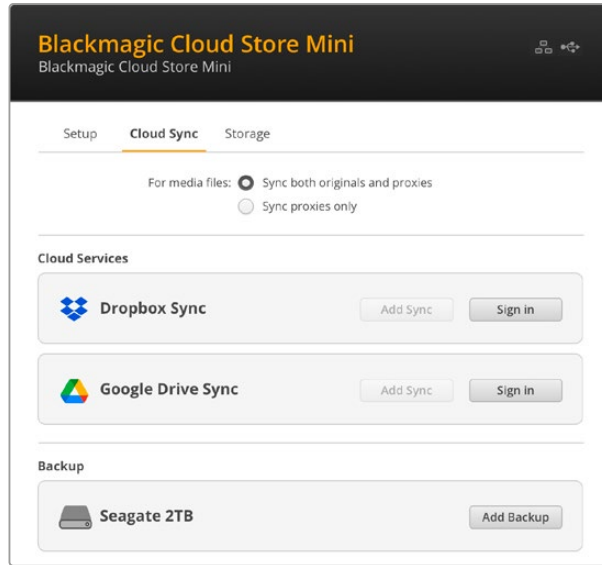 Blackmagic Cloud Store Mini
Blackmagic Cloud Store Mini
Setup Cloud Sync Storage
For media files: Sync both originals and proxies
Sync proxies only
Cloud Services
Dropbox Sync Add Sync Sign in
Google Drive Sync Add Sync Sign in
Backup
Seagate 2TB Add Backup